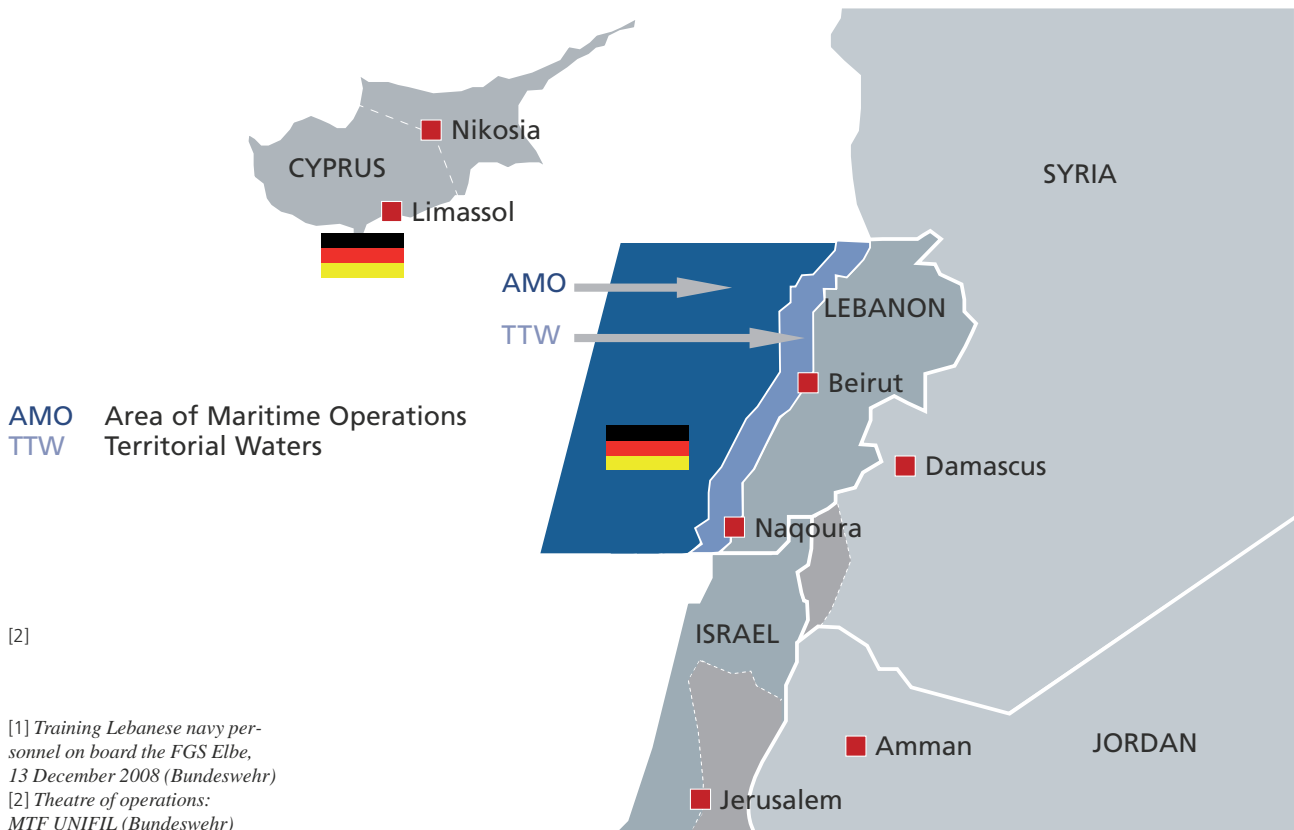 Nikosia
CYPRUS
SYRIA
Limassol
AMO
LEBANON
TTW
Beirut
AMO Area of Maritime Operations
TTW Territorial Waters
Damascus
Naqoura
[2]
ISRAEL
[1] Training Lebanese navy per-
sonnel on board the FGS Elbe,
13 December 2008 (Bundeswehr)
[2] Theatre of operations:
MTF UNIFIL (Bundeswehr)
Amman
JORDAN
Jerusalem